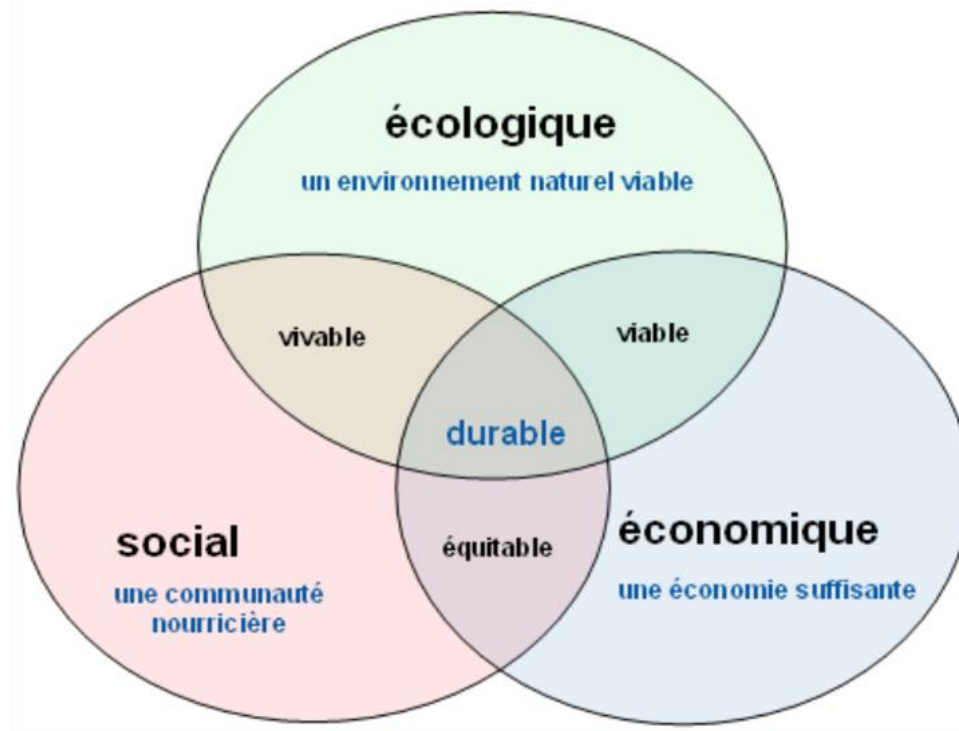 écologique
un environnement naturel viable
vivable
viable
durable
social
une communauté
nourricière
équitable
économique
une économie suffisante